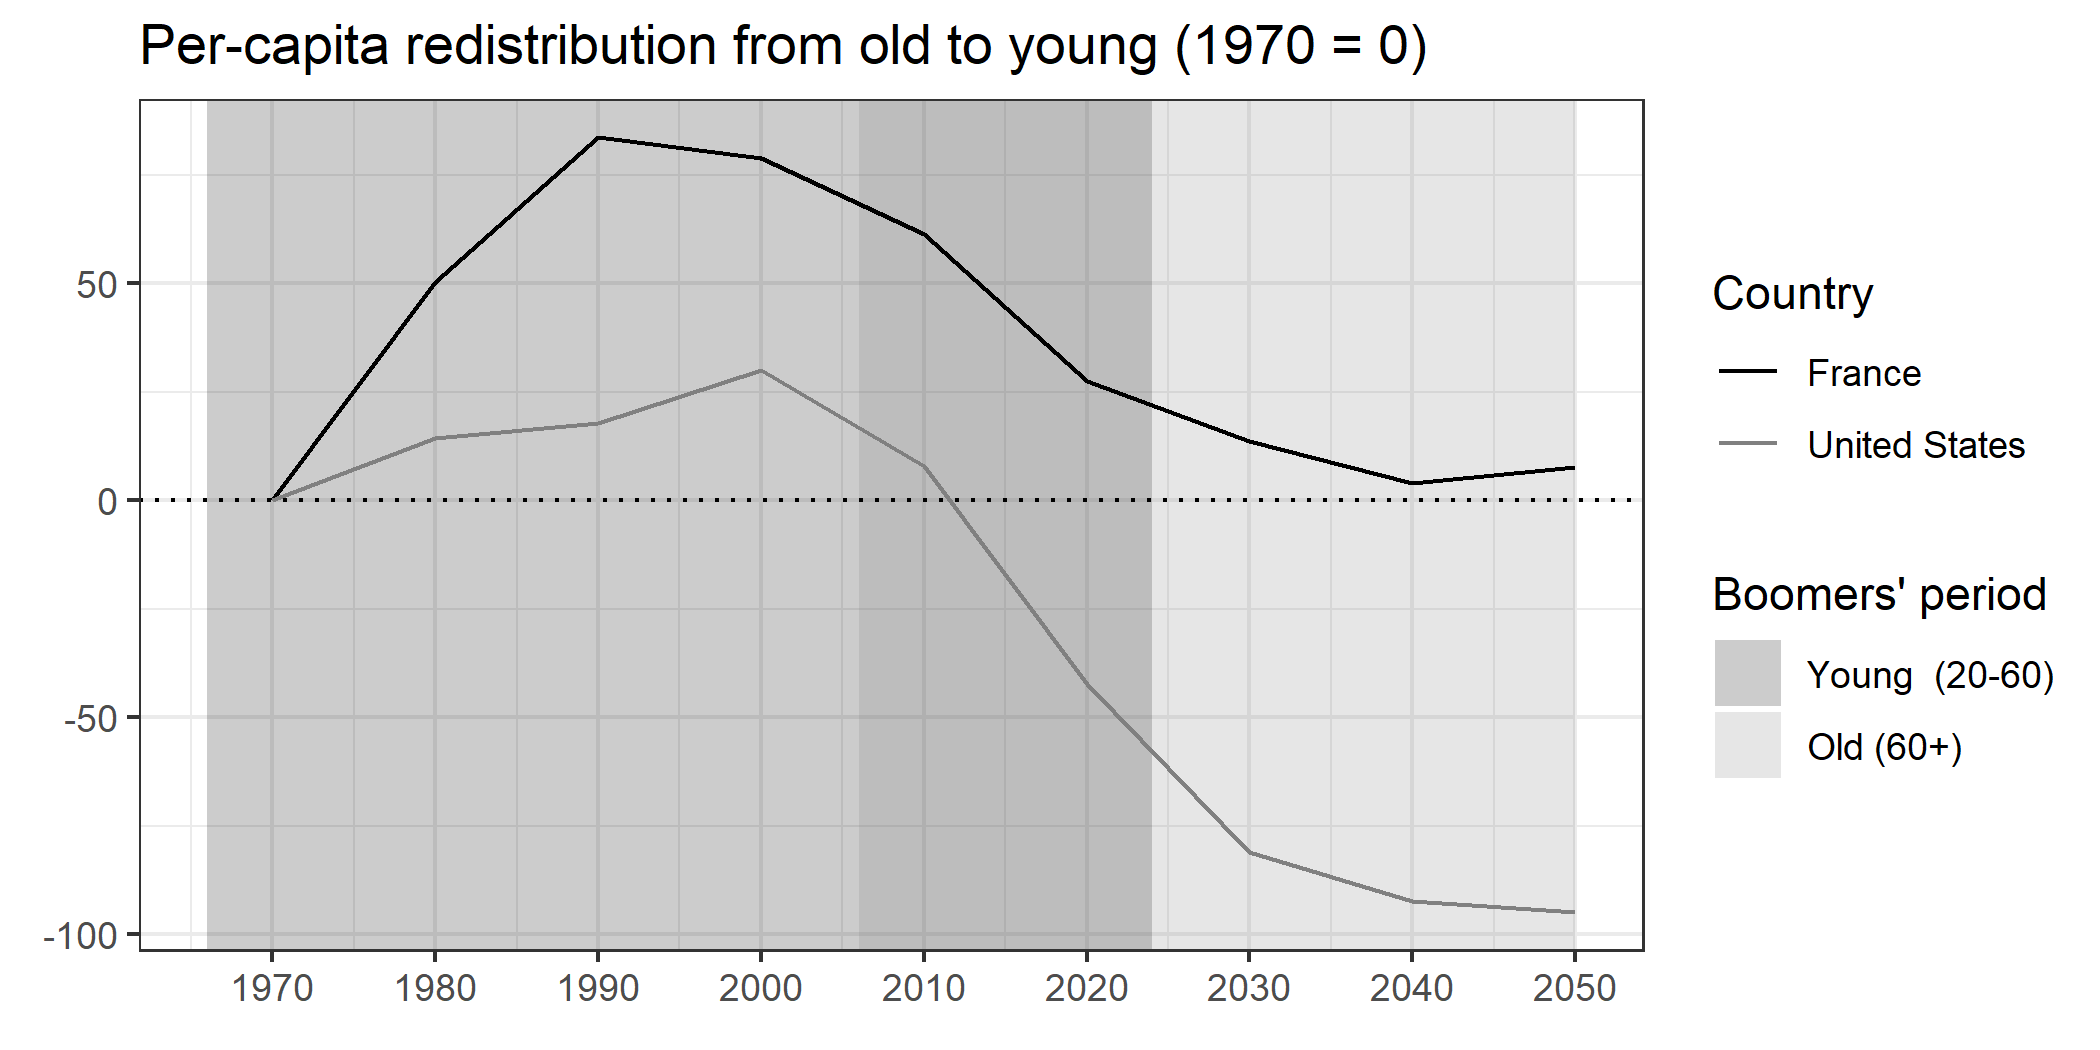 Per-capita redistribution from old to young (1970 = 0)
50
0
-50
-100
1970 1980 1990 2000 2010 2020 2030 2040 2050
Country
France
United States
Boomers' period
Young  (20-60)
Old (60+)